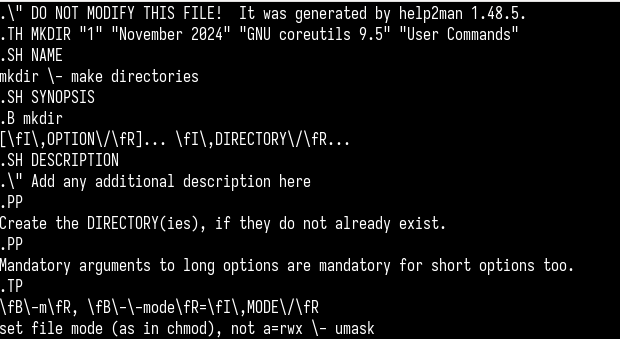 .\" DO NOT MODIFY THIS FILE!  It was generated by help2man 1.48.5.
.TH MKDIR "1" "November 2024" "GNU coreutils 9.5" "User Commands"
.SH NAME
mkdir \- make directories
.SH SYNOPSIS
.B mkdir
[\fI\,OPTION\/\fR]... \fI\,DIRECTORY\/\fR...
.SH DESCRIPTION
.\" Add any additional description here
.PP
Create the DIRECTORY(ies), if they do not already exist.
.PP
Mandatory arguments to long options are mandatory for short options too.
.TP
\fB\-m\fR, \fB\-\-mode\fR=\fI\,MODE\/\fR
set file mode (as in chmod), not a=rwx \- umask